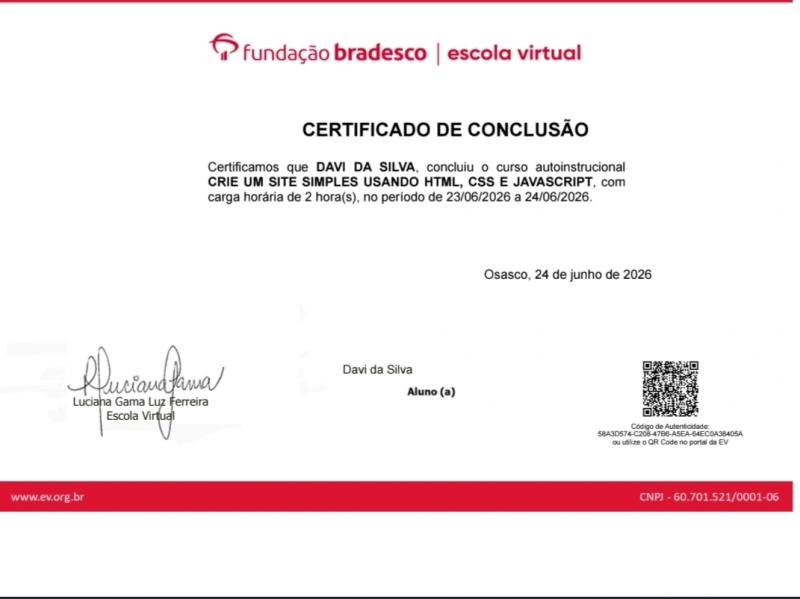 fundação bradesco | escola virtual
CERTIFICADO DE CONCLUSÃO
Certificamos que DAVI DA SILVA, concluiu o curso autoinstrucional
CRIE UM SITE SIMPLES USANDO HTML, CSS E JAVASCRIPT, com
carga horária de 2 hora(s), no período de 23/06/2026 a 24/06/2026.
Osasco, 24 de junho de 2026
Luciana Gama
Luciana Gama Luz Ferreira
Escola Virtual
Davi da Silva
Aluno (a)
Código de Autenticidade:
58A3D574-C208-47B6-A5EA-64EC0A38405A
ou utilize o QR Code no portal da EV
www.ev.org.br
CNPJ - 60.701.521/0001-06